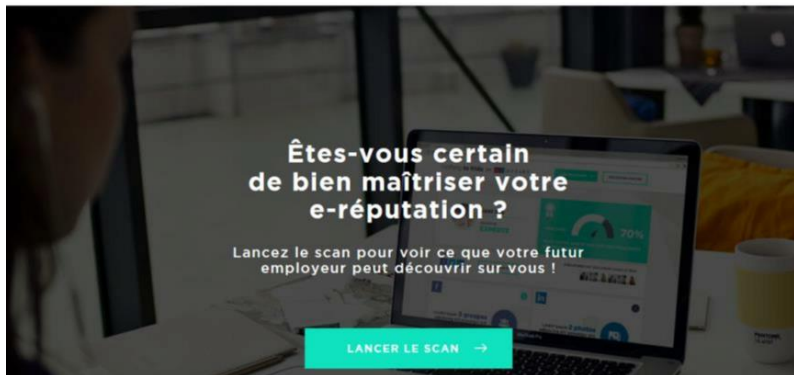 Êtes-vous certain
de bien maîtriser votre
e-réputation ?
Lancez le scan pour voir ce que votre futur
employeur peut découvrir sur vous !
LANCER LE SCAN →
70%